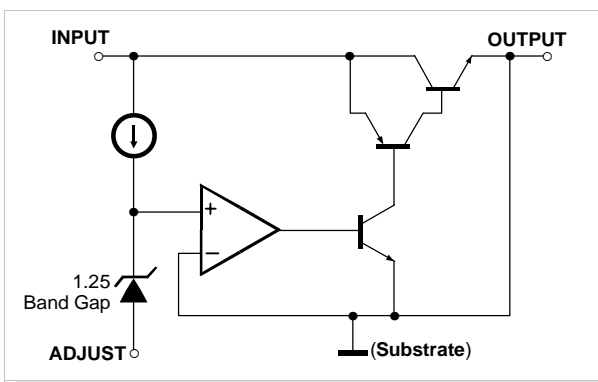 INPUT
OUTPUT
+
−
1.25
Band Gap
ADJUST
(Substrate)